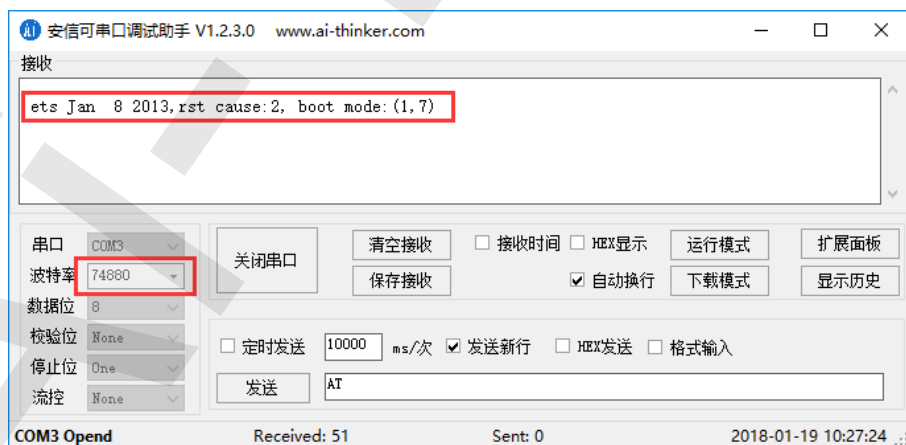 安信可串口调试助手 V1.2.3.0 www.ai-thinker.com
接收
ets Jan  8 2013,rst cause:2, boot mode:(1,7)
串口 COM3 关闭串口 清空接收 接收时间 HEX显示 运行模式 扩展面板
波特率 74880 保存接收 自动换行 下载模式 显示历史
数据位 8
校验位 None 定时发送 10000 ms/次 发送新行 HEX发送 格式输入
停止位 One
流控 None 发送 AT
COM3 Opend Received: 51 Sent: 0 2018-01-19 10:27:24